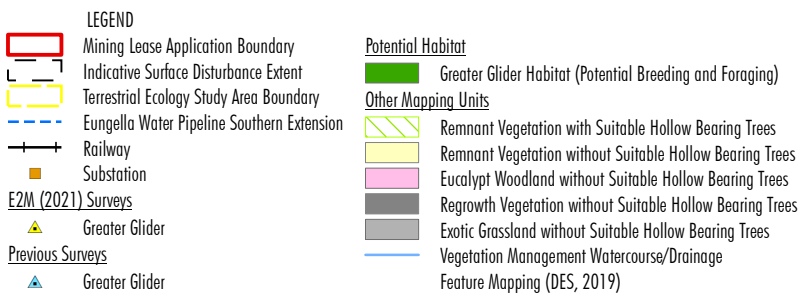 LEGEND
Mining Lease Application Boundary
Indicative Surface Disturbance Extent
Terrestrial Ecology Study Area Boundary
Eungella Water Pipeline Southern Extension
Railway
Substation
E2M (2021) Surveys
Greater Glider
Previous Surveys
Greater Glider
Potential Habitat
Greater Glider Habitat (Potential Breeding and Foraging)
Other Mapping Units
Remnant Vegetation with Suitable Hollow Bearing Trees
Remnant Vegetation without Suitable Hollow Bearing Trees
Eucalypt Woodland without Suitable Hollow Bearing Trees
Regrowth Vegetation without Suitable Hollow Bearing Trees
Exotic Grassland without Suitable Hollow Bearing Trees
Vegetation Management Watercourse/Drainage
Feature Mapping (DES, 2019)